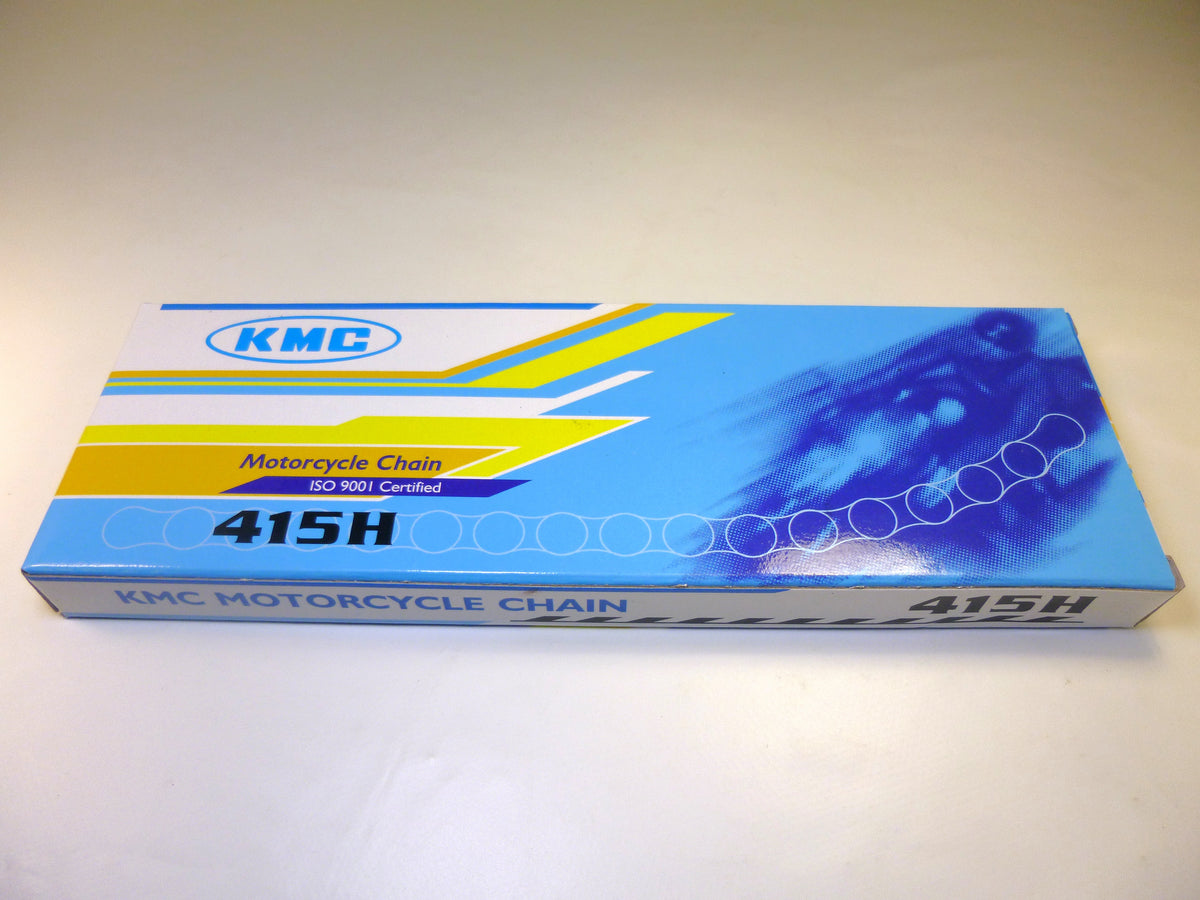 KMC
Motorcycle Chain
ISO 9001 Certified
415H
KMC MOTORCYCLE CHAIN
415H